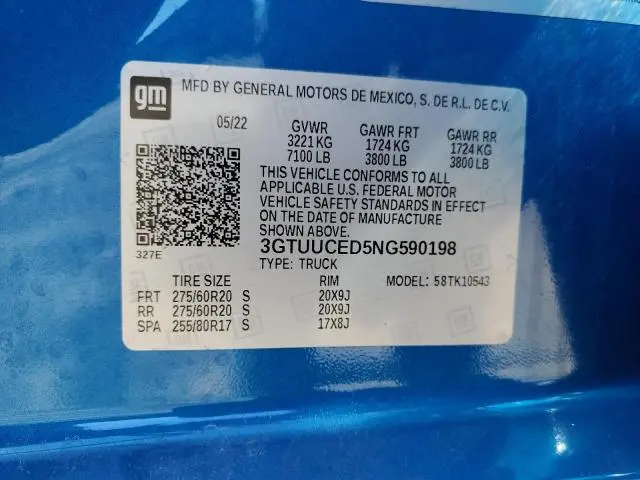 gm
MFD BY GENERAL MOTORS DE MEXICO, S. DE R.L. DE C.V.
05/22 GVWR GAWR FRT GAWR RR
3221 KG 1724 KG 1724 KG
7100 LB 3800 LB 3800 LB
THIS VEHICLE CONFORMS TO ALL
APPLICABLE U.S. FEDERAL MOTOR
VEHICLE SAFETY STANDARDS IN EFFECT
ON THE DATE OF MANUFACTURE
SHOWN ABOVE.
327E
3GTUUCED5NG590198
TYPE: TRUCK MODEL: 58TK10543
TIRE SIZE RIM
FRT 275/60R20 S 20X9J
RR 275/60R20 S 20X9J
SPA 255/80R17 S 17X8J